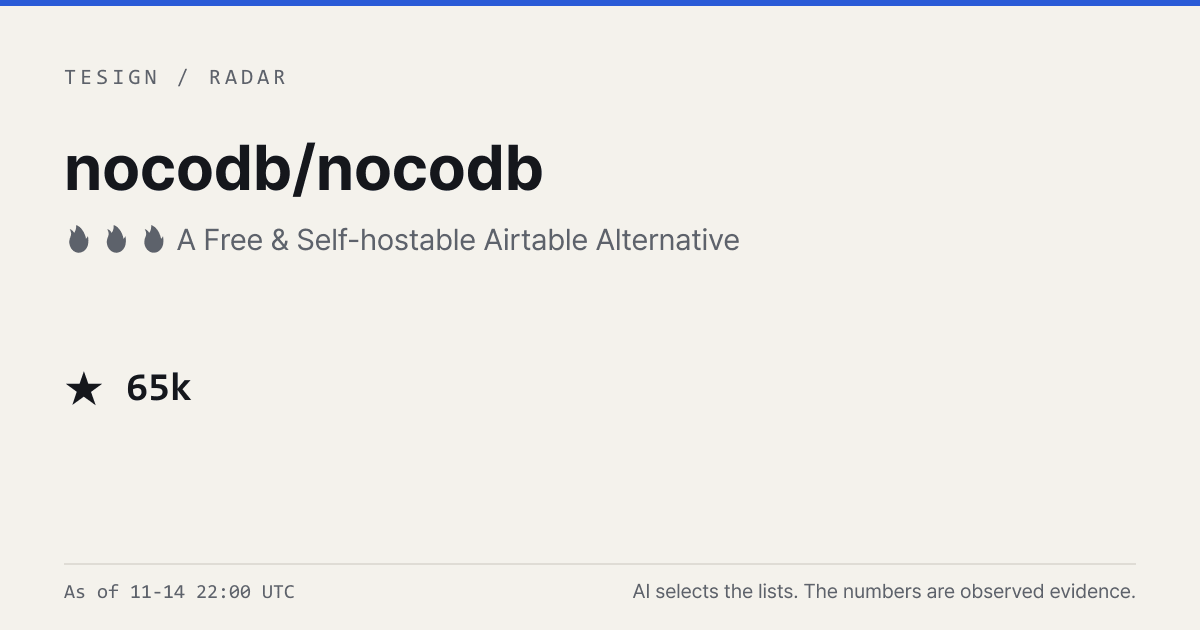 TESIGN / RADAR
nocodb/nocodb
🔥 🔥 🔥 A Free & Self-hostable Airtable Alternative
★ 65k
As of 11-14 22:00 UTC
AI selects the lists. The numbers are observed evidence.